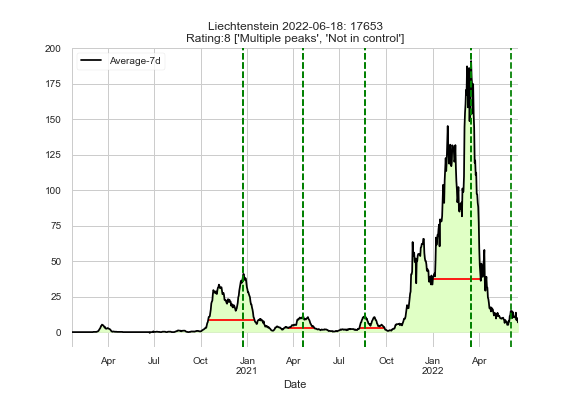 Liechtenstein 2022-06-18: 17653
Rating:8 ['Multiple peaks', 'Not in control']
200
Average-7d
175
150
125
100
75
50
25
0
Apr Jul Oct Jan Apr Jul Oct Jan Apr
2021 2022
Date